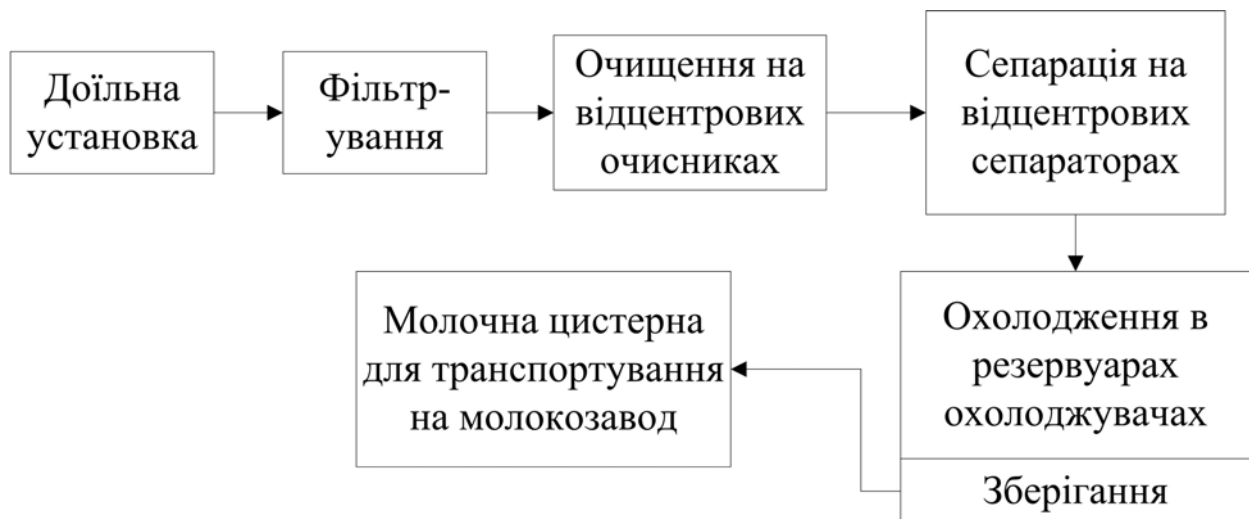 Доїльна
установка
Фільтр-
ування
Очищення на
відцентрових
очисниках
Сепарація на
відцентрових
сепараторах
Охолодження в
резервуарах
охолоджувачах
Зберігання
Молочна цистерна
для транспортування
на молокозавод